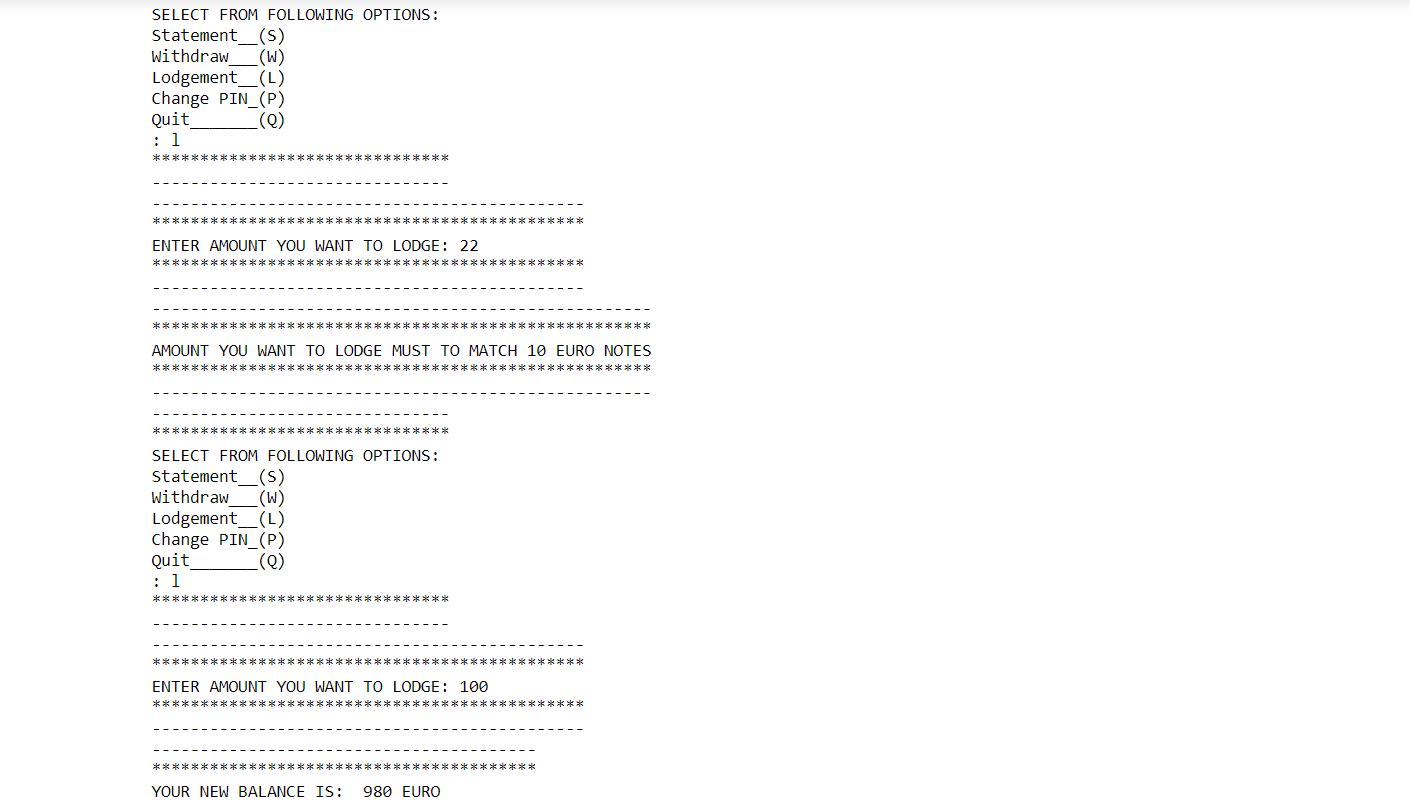 SELECT FROM FOLLOWING OPTIONS:
Statement__(S)
Withdraw___(W)
Lodgement__(L)
Change PIN_(P)
Quit_______(Q)
: l
*******************************
-------------------------------
---------------------------------------------
*********************************************
ENTER AMOUNT YOU WANT TO LODGE: 22
*********************************************
---------------------------------------------
----------------------------------------------------
****************************************************
AMOUNT YOU WANT TO LODGE MUST TO MATCH 10 EURO NOTES
****************************************************
----------------------------------------------------
-------------------------------
*******************************
SELECT FROM FOLLOWING OPTIONS:
Statement__(S)
Withdraw___(W)
Lodgement__(L)
Change PIN_(P)
Quit_______(Q)
: l
*******************************
-------------------------------
---------------------------------------------
*********************************************
ENTER AMOUNT YOU WANT TO LODGE: 100
*********************************************
---------------------------------------------
----------------------------------------
****************************************
YOUR NEW BALANCE IS:  980 EURO